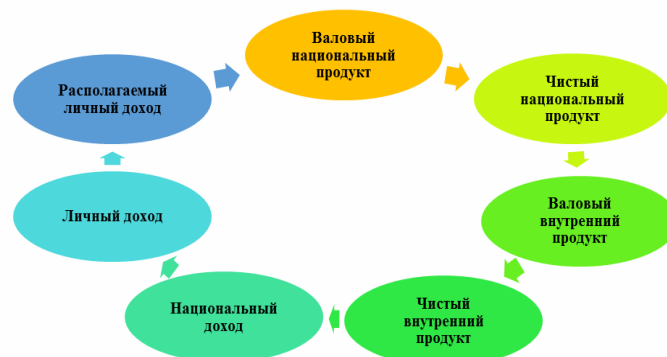 Валовый
национальный
продукт
Чистый
национальный
продукт
Валовый
внутренний
продукт
Чистый
внутренний
продукт
Национальный
доход
Личный доход
Располагаемый
личный доход